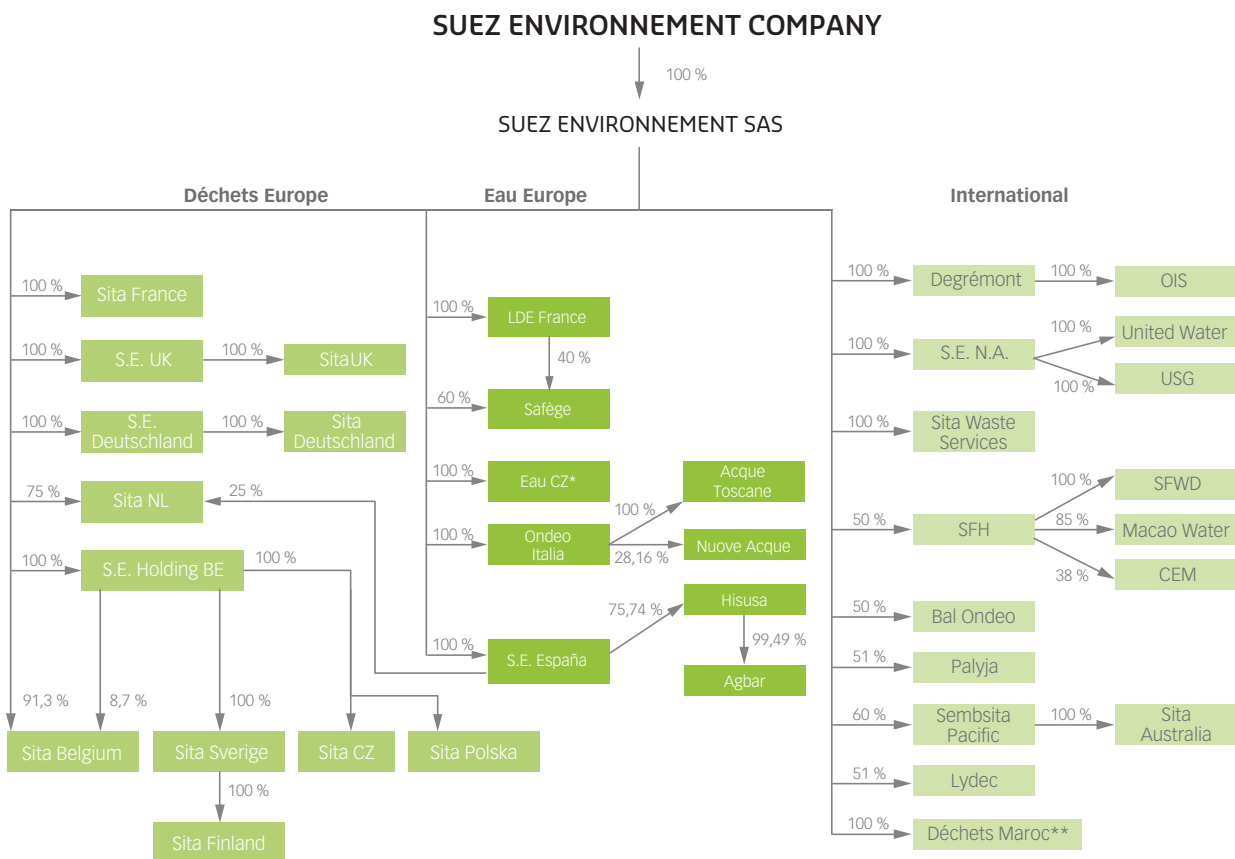 SUEZ ENVIRONNEMENT COMPANY
100 %
SUEZ ENVIRONNEMENT SAS
Déchets Europe
Eau Europe
International
100 %
Sita France
100 %
S.E. UK
100 %
SitaUK
100 %
S.E.
Deutschland
100 %
Sita
Deutschland
75 %
Sita NL
25 %
100 %
S.E. Holding BE
100 %
91,3 %
8,7 %
100 %
Sita Belgium
Sita Sverige
Sita CZ
Sita Polska
100 %
Sita Finland
100 %
LDE France
40 %
60 %
Safège
100 %
Eau CZ*
Acque
Toscane
100 %
100 %
Ondeo
Italia
28,16 %
Nuove Acque
Hisusa
75,74 %
100 %
S.E. España
99,49 %
Agbar
100 %
Degrémont
100 %
OIS
100 %
S.E. N.A.
100 %
United Water
100 %
USG
100 %
Sita Waste
Services
100 %
SFWD
50 %
SFH
85 %
Macao Water
38 %
CEM
50 %
Bal Ondeo
51 %
Palyja
60 %
Sembsita
Pacific
100 %
Sita
Australia
51 %
Lydec
100 %
Déchets Maroc**